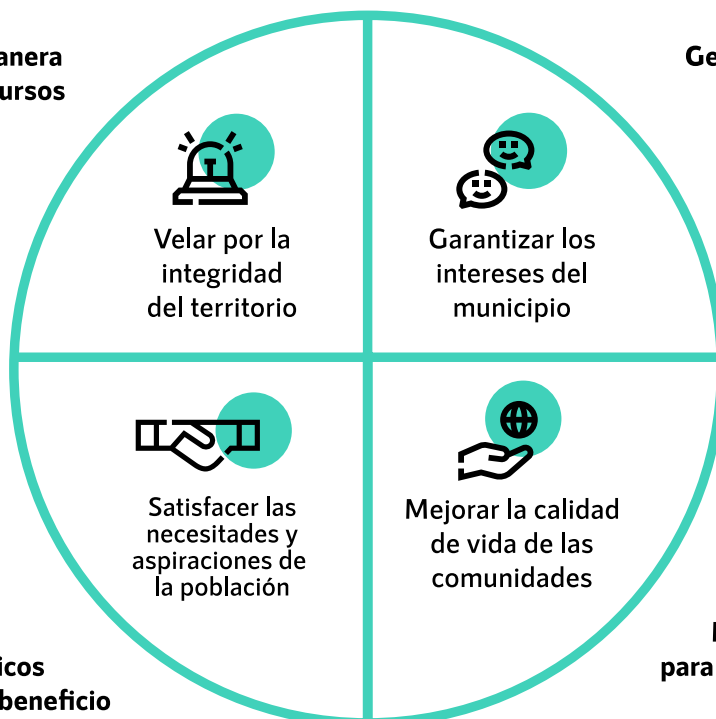 anera
ursos
Ge
Velar por la
integridad
del territorio
Garantizar los
intereses del
municipio
Satisfacer las
necesitades y
aspiraciones de
la población
Mejorar la calidad
de vida de las
comunidades
icos
beneficio
para